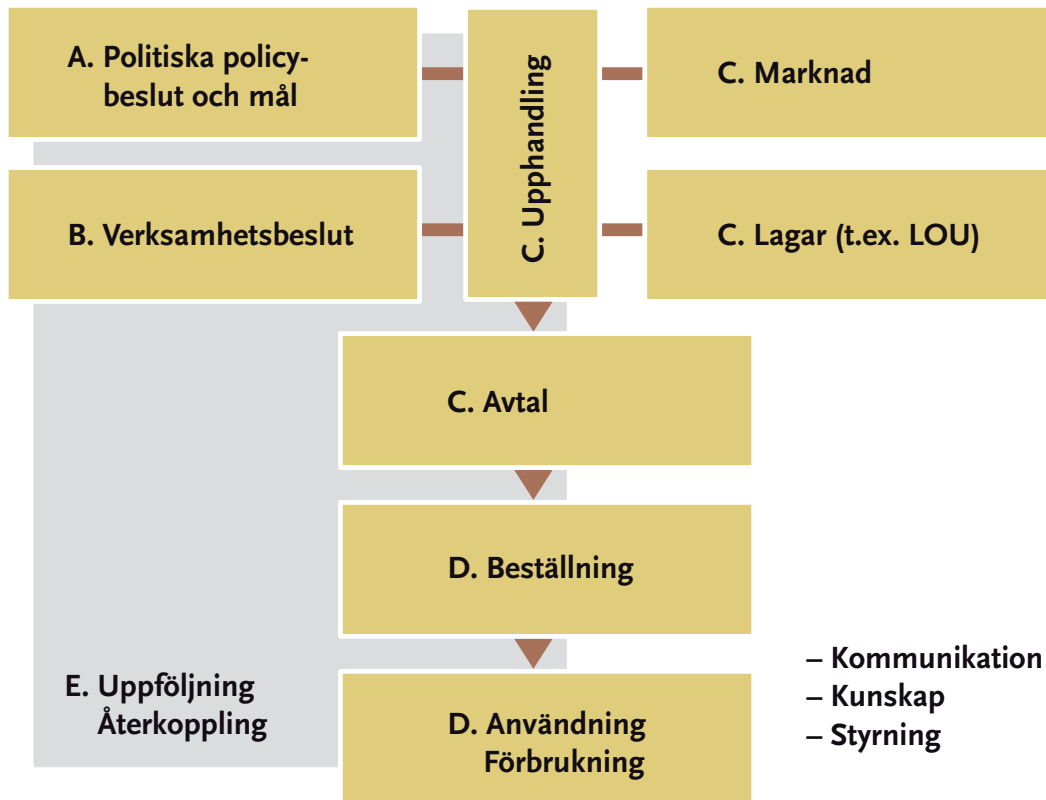 A. Politiska policy-
beslut och mål
C. Upphandling
C. Marknad
B. Verksamhetsbeslut
C. Lagar (t.ex. LOU)
C. Avtal
D. Beställning
E. Uppföljning
Återkoppling
D. Användning
Förbrukning
– Kommunikation
– Kunskap
– Styrning